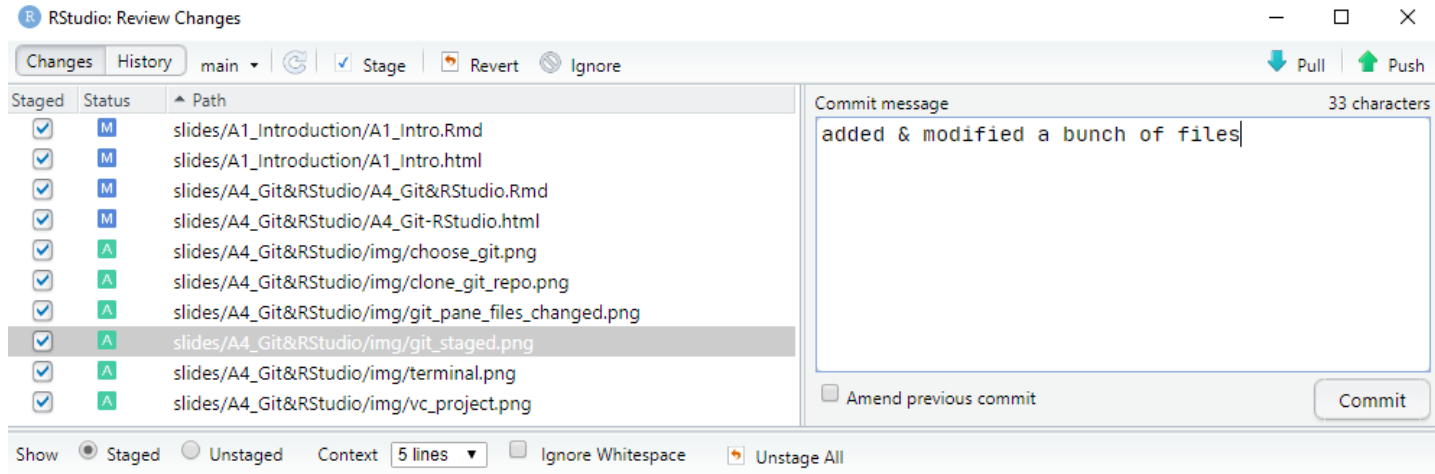 R RStudio: Review Changes
Changes History main Stage Revert Ignore Pull Push
Staged Status Path
M slides/A1_Introduction/A1_Intro.Rmd
M slides/A1_Introduction/A1_Intro.html
M slides/A4_Git&RStudio/A4_Git&RStudio.Rmd
M slides/A4_Git&RStudio/A4_Git-RStudio.html
A slides/A4_Git&RStudio/img/choose_git.png
A slides/A4_Git&RStudio/img/clone_git_repo.png
A slides/A4_Git&RStudio/img/git_pane_files_changed.png
A slides/A4_Git&RStudio/img/git_staged.png
A slides/A4_Git&RStudio/img/terminal.png
A slides/A4_Git&RStudio/img/vc_project.png
Commit message 33 characters
added & modified a bunch of files
Amend previous commit Commit
Show Staged Unstaged Context 5 lines Ignore Whitespace Unstage All